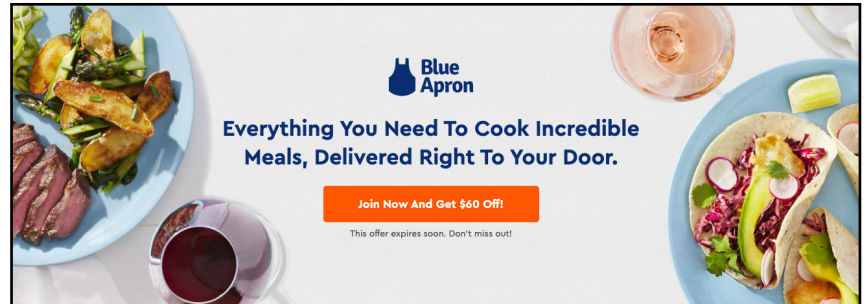 Blue
Apron
Everything You Need To Cook Incredible
Meals, Delivered Right To Your Door.
Join Now And Get $60 Off!
This offer expires soon. Don't miss out!